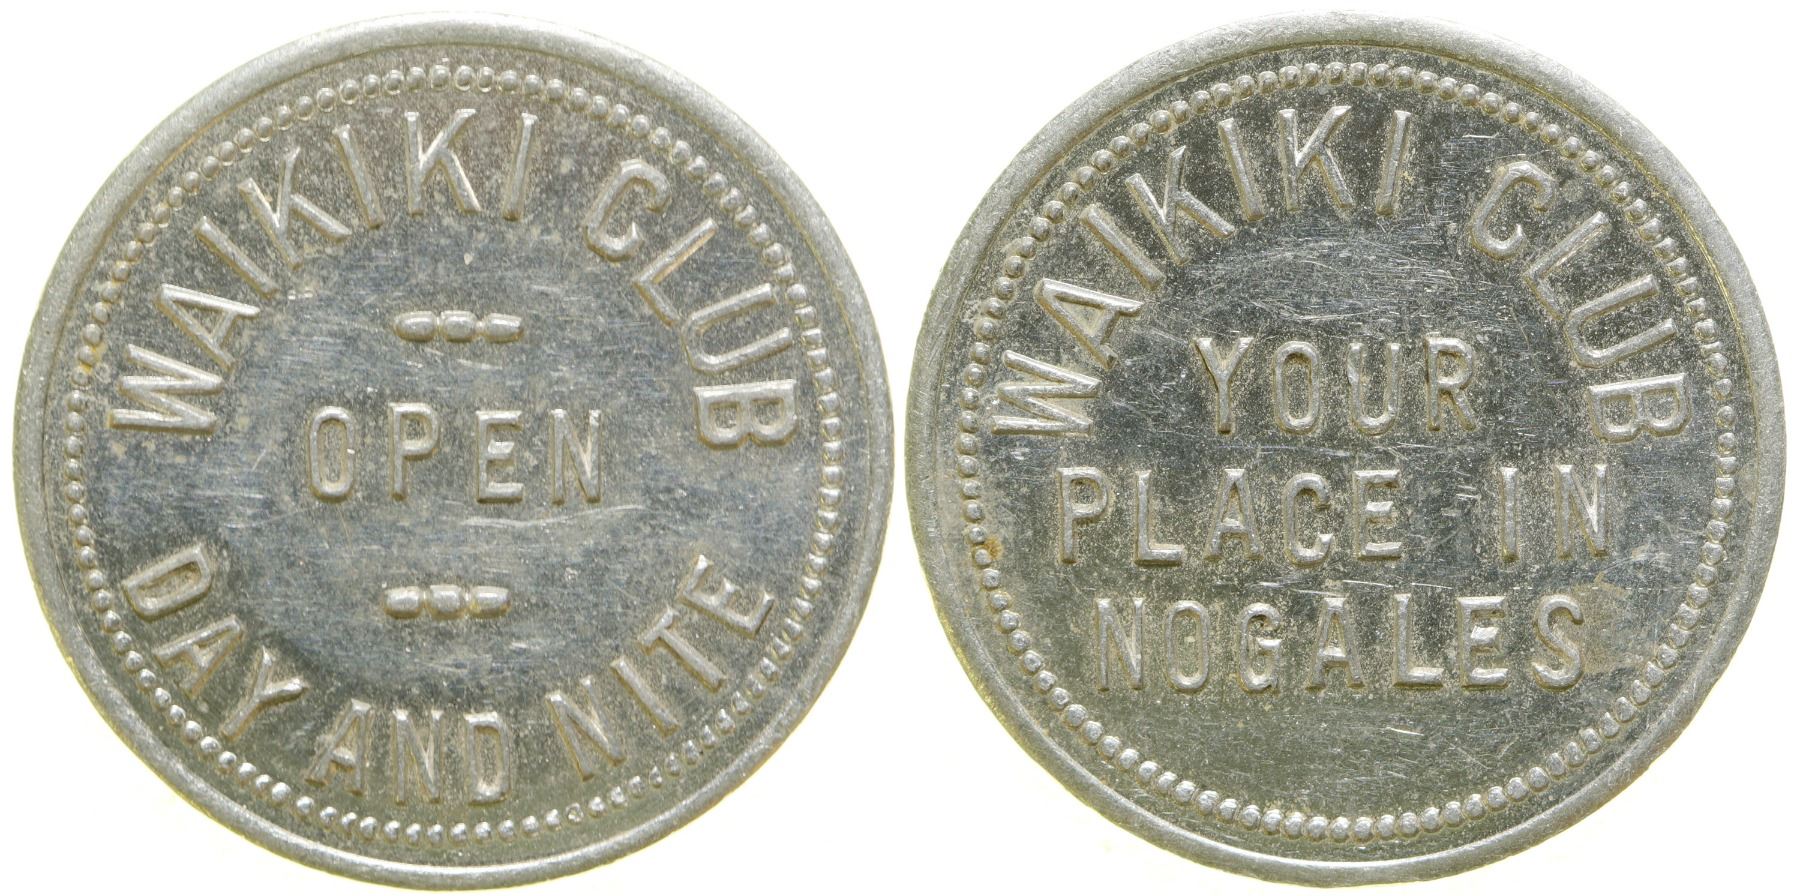 WAIKIKI CLUB
OPEN
DAY AND NITE
WAIKIKI CLUB
YOUR
PLACE IN
NOGALES